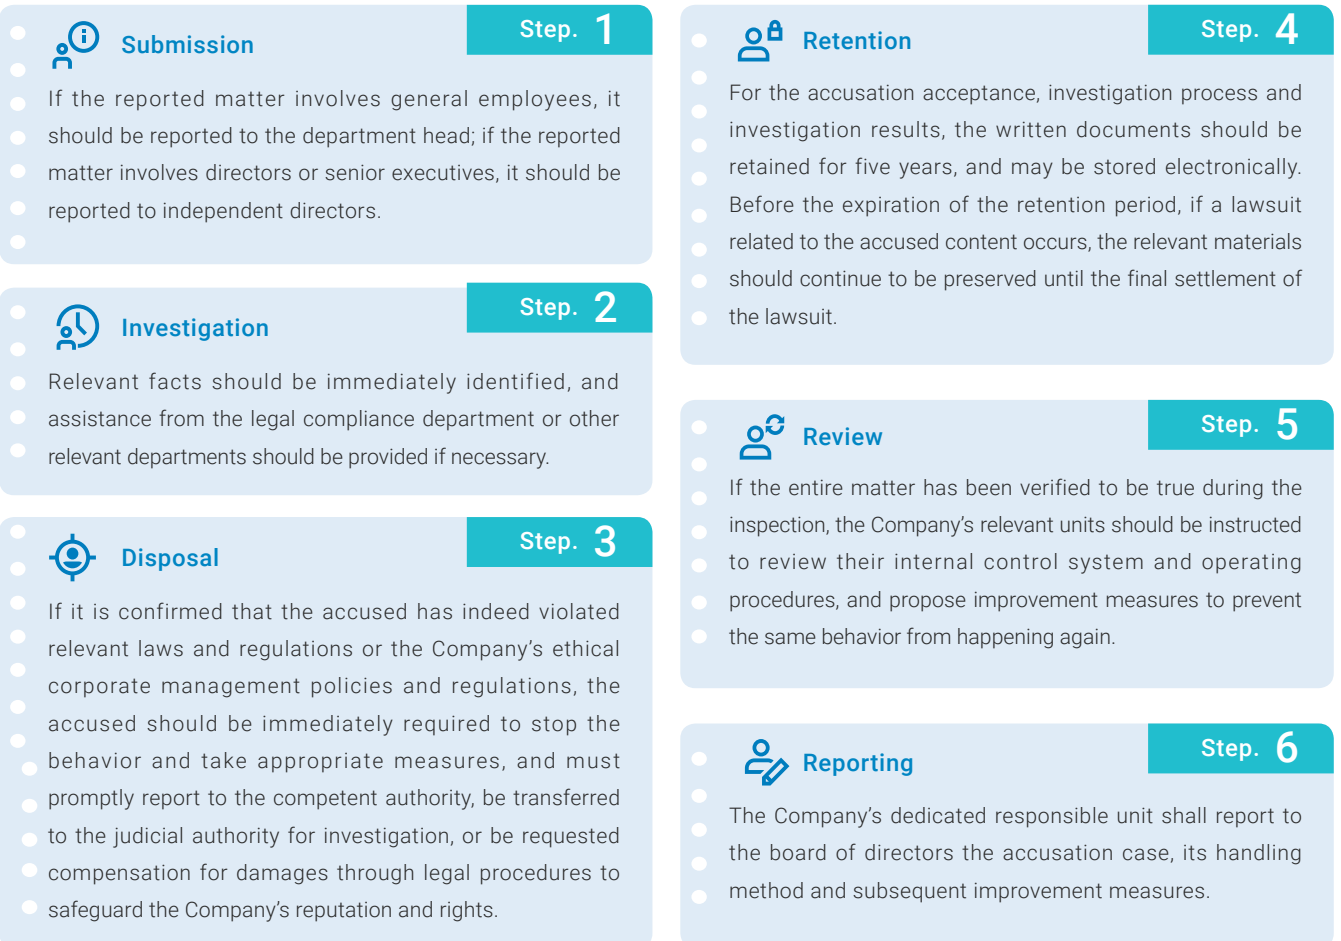 Submission
Step. 1
If the reported matter involves general employees, it
should be reported to the department head; if the reported
matter involves directors or senior executives, it should be
reported to independent directors.
Investigation
Step. 2
Relevant facts should be immediately identified, and
assistance from the legal compliance department or other
relevant departments should be provided if necessary.
Disposal
Step. 3
If it is confirmed that the accused has indeed violated
relevant laws and regulations or the Company's ethical
corporate management policies and regulations, the
accused should be immediately required to stop the
behavior and take appropriate measures, and must
promptly report to the competent authority, be transferred
to the judicial authority for investigation, or be requested
compensation for damages through legal procedures to
safeguard the Company's reputation and rights.
Retention
Step. 4
For the accusation acceptance, investigation process and
investigation results, the written documents should be
retained for five years, and may be stored electronically.
Before the expiration of the retention period, if a lawsuit
related to the accused content occurs, the relevant materials
should continue to be preserved until the final settlement of
the lawsuit.
Review
Step. 5
If the entire matter has been verified to be true during the
inspection, the Company's relevant units should be instructed
to review their internal control system and operating
procedures, and propose improvement measures to prevent
the same behavior from happening again.
Reporting
Step. 6
The Company's dedicated responsible unit shall report to
the board of directors the accusation case, its handling
method and subsequent improvement measures.